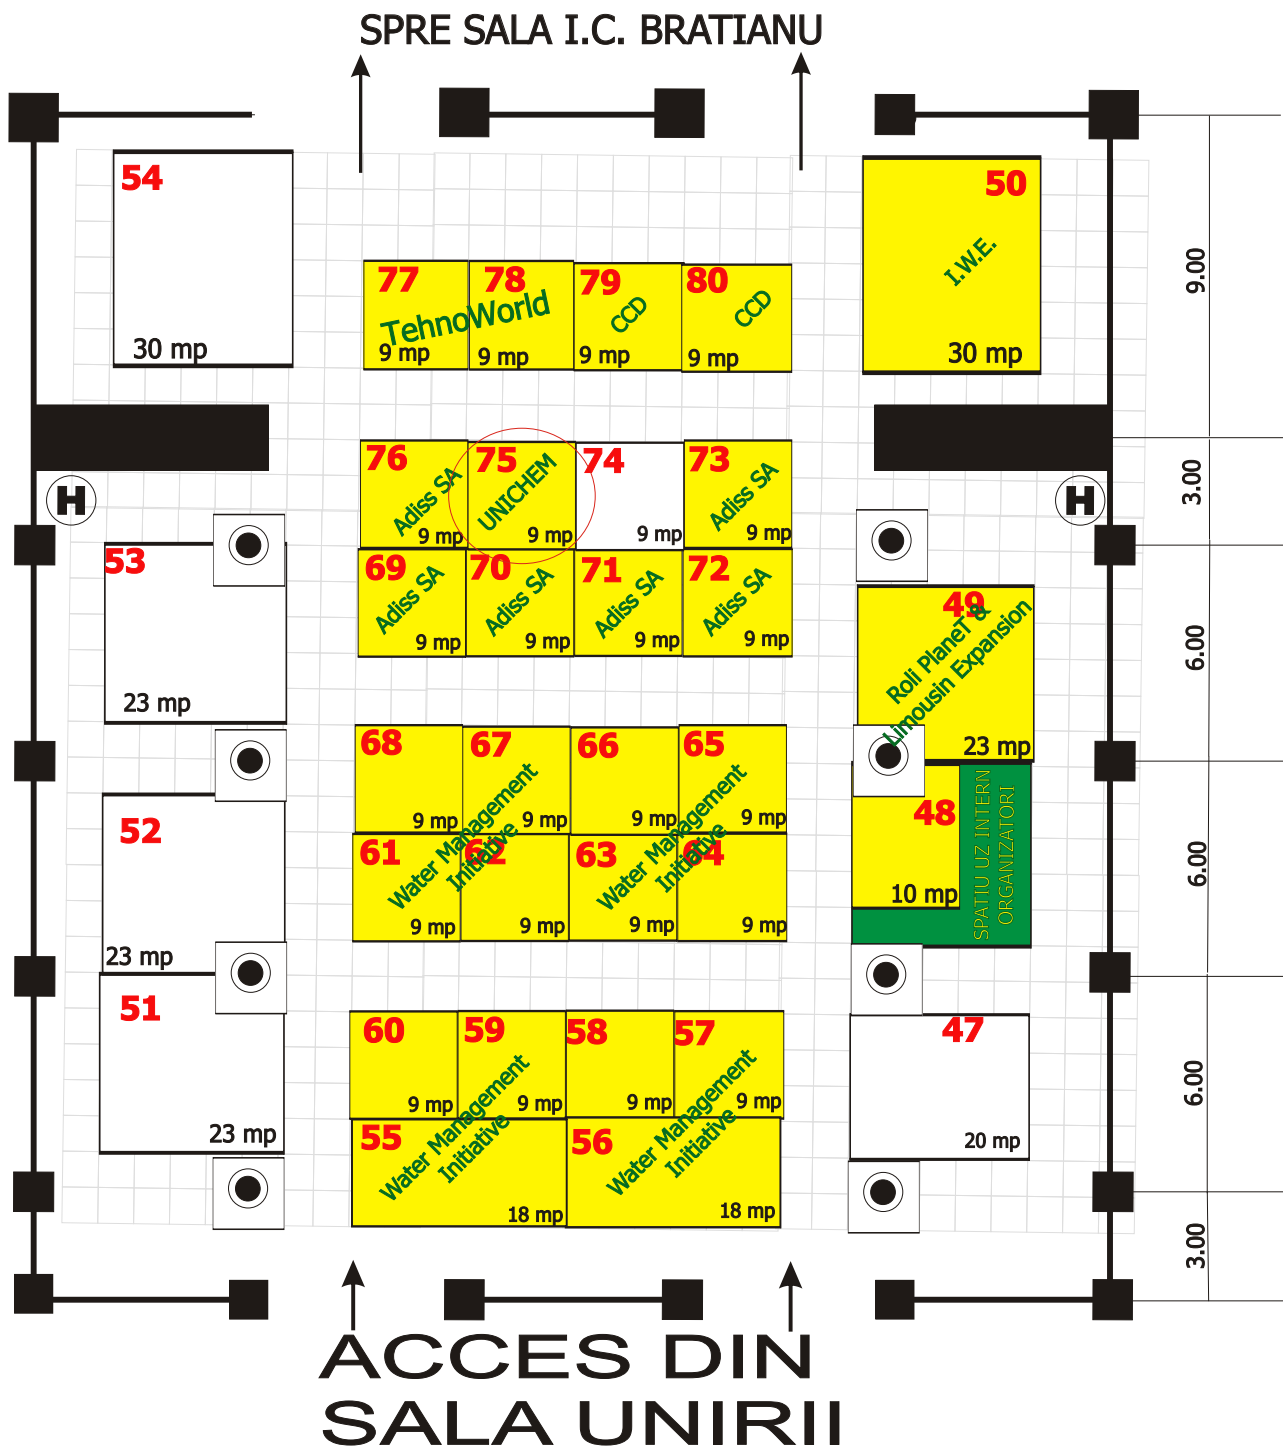 SPRE SALA I.C. BRATIANU
54
30 mp
77
78
79
80
TehnoWorld
CCD
CCD
9 mp
9 mp
9 mp
9 mp
50
I.W.E.
30 mp
9.00
76
75
74
73
Adiss SA
UNICHEM
Adiss SA
9 mp
9 mp
9 mp
9 mp
H
H
3.00
53
23 mp
69
70
71
72
Adiss SA
Adiss SA
Adiss SA
Adiss SA
9 mp
9 mp
9 mp
9 mp
49
Roli PlaneT &
Limousin Expansion
23 mp
6.00
68
67
66
65
9 mp
9 mp
9 mp
9 mp
61
62
63
64
Water Management
Initiative
Water Management
Initiative
9 mp
9 mp
9 mp
9 mp
52
23 mp
48
10 mp
SPATIU UZ INTERN
ORGANIZATORI
6.00
51
23 mp
60
59
58
57
9 mp
9 mp
9 mp
9 mp
55
56
Water Management
Initiative
Water Management
Initiative
18 mp
18 mp
47
20 mp
6.00
3.00
ACCES DIN
SALA UNIRII